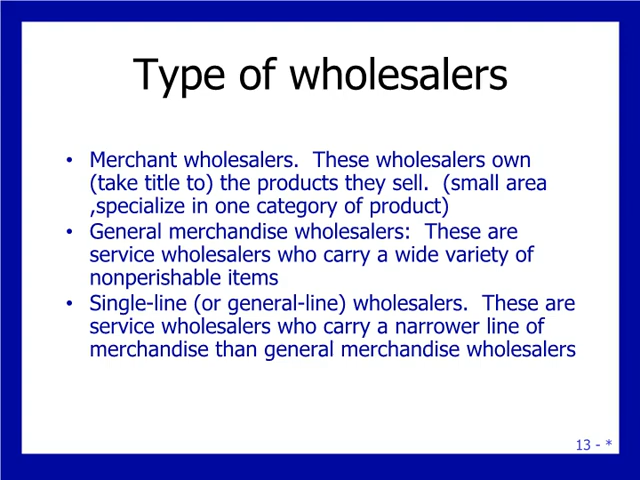 Type of wholesalers
• Merchant wholesalers.  These wholesalers own
(take title to) the products they sell.  (small area
,specialize in one category of product)
• General merchandise wholesalers:  These are
service wholesalers who carry a wide variety of
nonperishable items
• Single-line (or general-line) wholesalers.  These are
service wholesalers who carry a narrower line of
merchandise than general merchandise wholesalers
13 - *